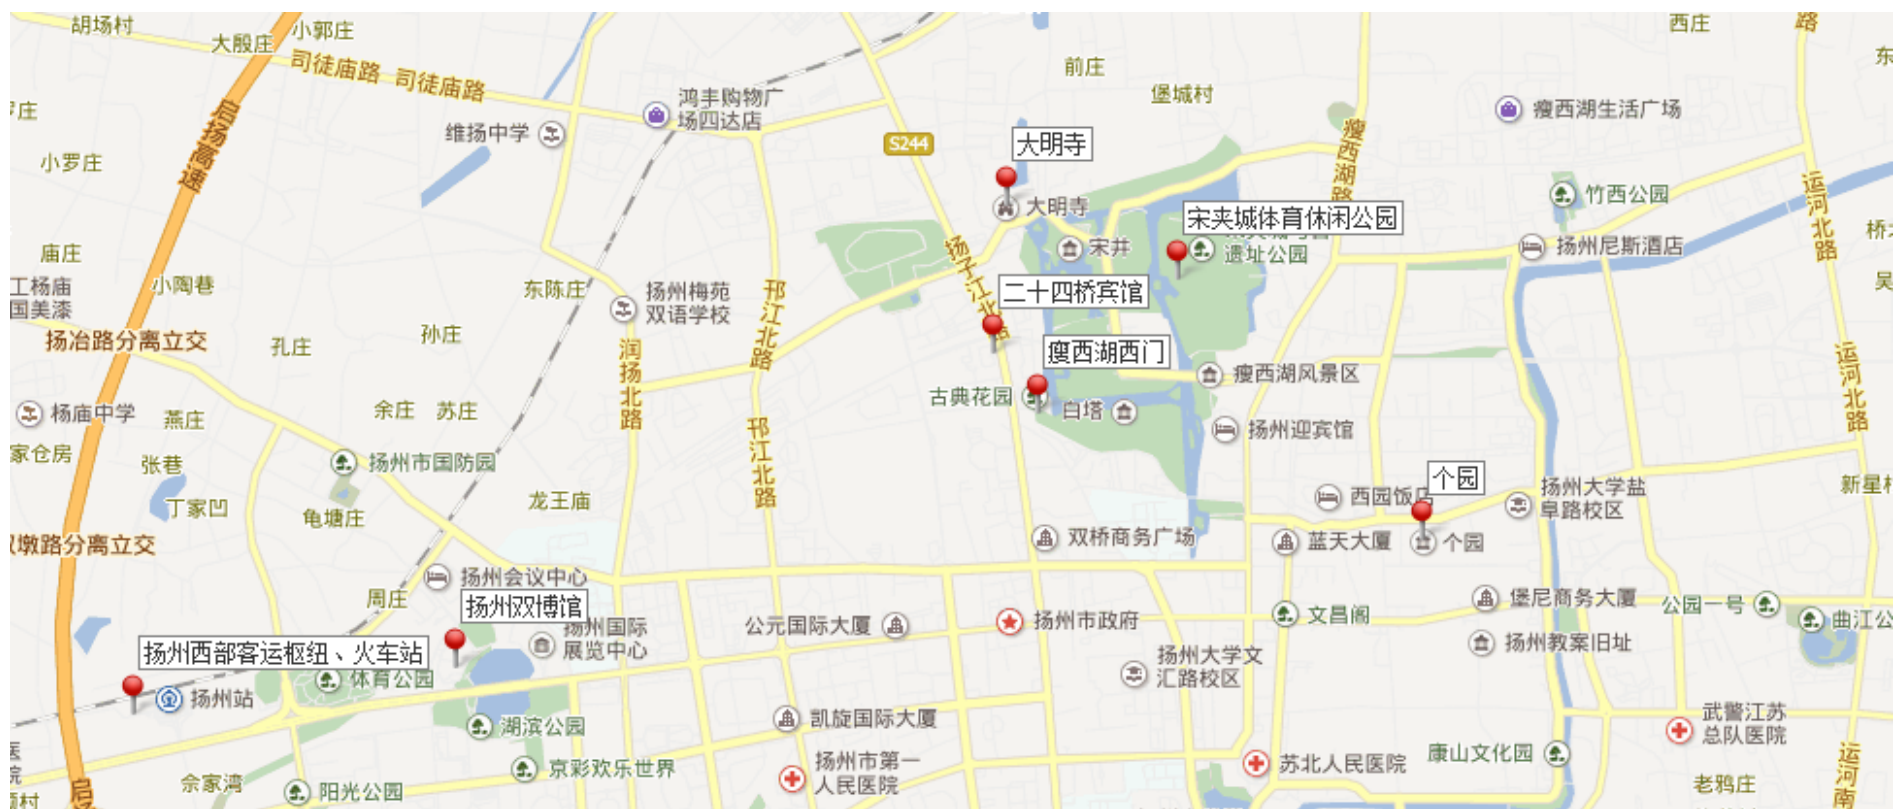 胡场村
大殷庄
小郭庄
司徒庙路
司徒庙路
启扬高速
小罗庄
维扬中学
鸿丰购物广
场四达店
S244
前庄
堡城村
西庄
瘦西湖生活广场
瘦西湖路
大明寺
大明寺
宋井
宋夹城体育休闲公园
遗址公园
竹西公园
扬州尼斯酒店
运河北路
庙庄
工杨庙
国美漆
小陶巷
东陈庄
扬州梅苑
双语学校
邗江北路
扬子江北路
二十四桥宾馆
瘦西湖西门
扬冶路分离立交
孔庄
孙庄
润扬北路
古典花园
白塔
瘦西湖风景区
扬州迎宾馆
运河北路
杨庙中学
燕庄
余庄
苏庄
家仓房
张巷
扬州市国防园
邗江北路
丁家凹
龟塘庄
龙王庙
个园
西园饭店
扬州大学盐
阜路校区
双桥商务广场
蓝天大厦
个园
双墩路分离立交
扬州会议中心
周庄
扬州双博馆
扬州国际
展览中心
公元国际大厦
扬州市政府
文昌阁
堡尼商务大厦
公园一号
曲江公
扬州教案旧址
扬州西部客运枢纽、火车站
扬州站
体育公园
扬州大学文
汇路校区
湖滨公园
凯旋国际大厦
武警江苏
总队医院
京彩欢乐世界
扬州市第一
人民医院
苏北人民医院
康山文化园
佘家湾
阳光公园
老鸦庄
运河南